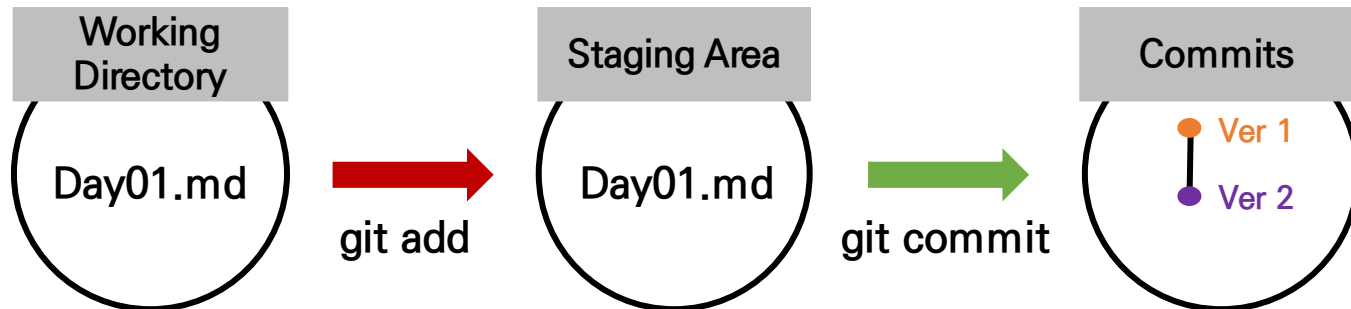 Working
Directory
Staging Area
Commits
Day01.md
git add
Day01.md
git commit
Ver 1
Ver 2